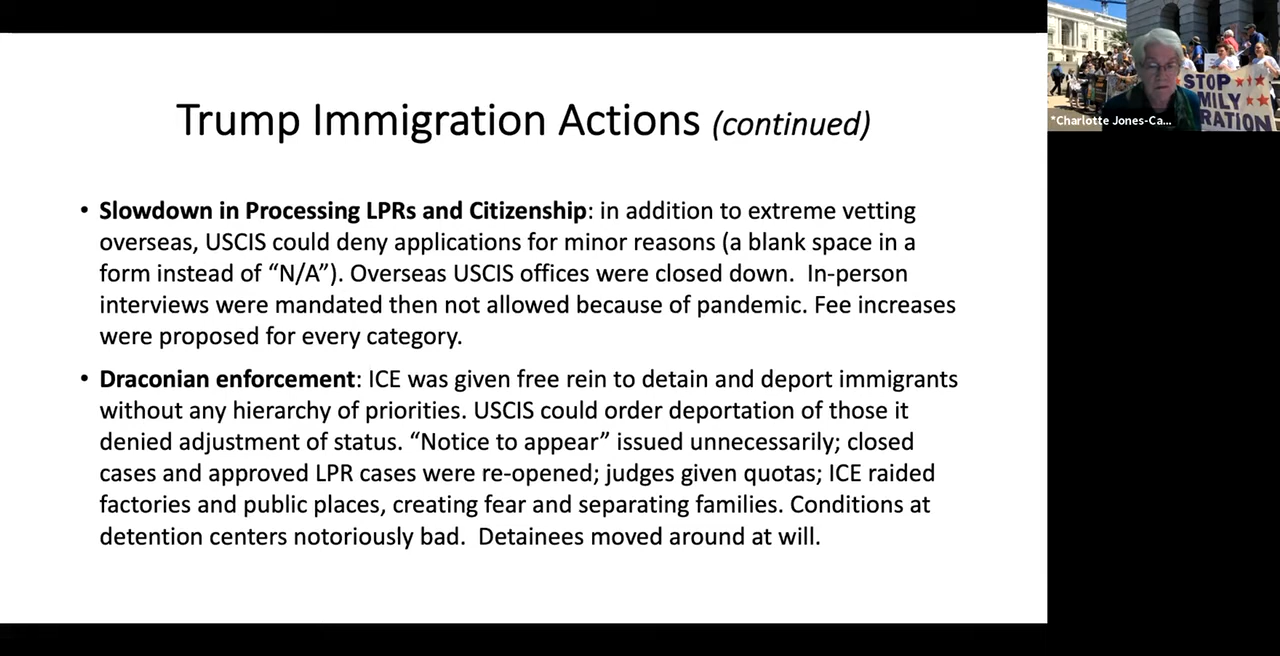 Trump Immigration Actions (continued)
• Slowdown in Processing LPRs and Citizenship: in addition to extreme vetting
overseas, USCIS could deny applications for minor reasons (a blank space in a
form instead of “N/A”). Overseas USCIS offices were closed down.  In-person
interviews were mandated then not allowed because of pandemic. Fee increases
were proposed for every category.
• Draconian enforcement: ICE was given free rein to detain and deport immigrants
without any hierarchy of priorities. USCIS could order deportation of those it
denied adjustment of status. “Notice to appear” issued unnecessarily; closed
cases and approved LPR cases were re-opened; judges given quotas; ICE raided
factories and public places, creating fear and separating families. Conditions at
detention centers notoriously bad.  Detainees moved around at will.
STOP
MILY
RATION
*Charlotte Jones-Ca...